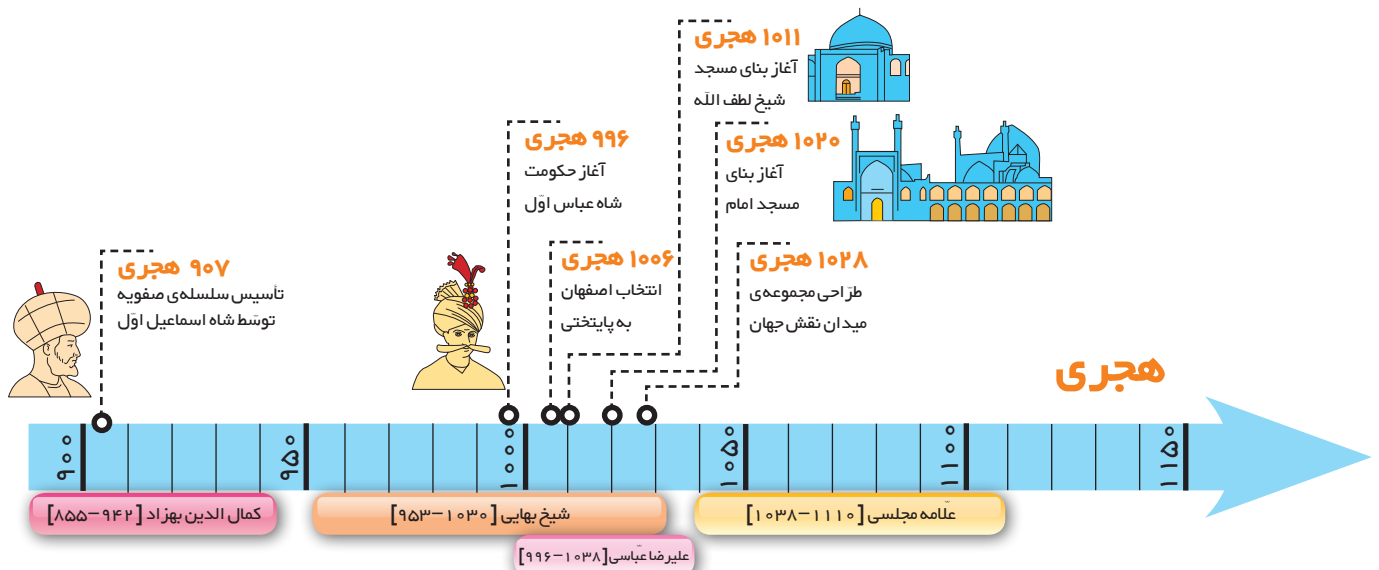 ۹۰۷ هجری
تأسیس سلسله‌ی صفویه
توسّط شاه اسماعیل اوّل
۹۹۶ هجری
آغاز حکومت
شاه عباس اوّل
۱۰۰۶ هجری
انتخاب اصفهان
به پایتختی
۱۰۱۱ هجری
آغاز بنای مسجد
شیخ لطف اللّه
۱۰۲۰ هجری
آغاز بنای
مسجد امام
۱۰۲۸ هجری
طرّاحی مجموعه‌ی
میدان نقش جهان
هجری
۹۰۰
۹۵۰
۱۰۰۰
۱۰۵۰
۱۱۰۰
۱۱۵۰
کمال الدین بهزاد [۹۴۲–۸۵۵]
شیخ بهایی [۱۰۳۰–۹۵۳]
علیرضا عبّاسی [۱۰۳۸–۹۹۶]
علّامه مجلسی [۱۱۱۰–۱۰۳۸]